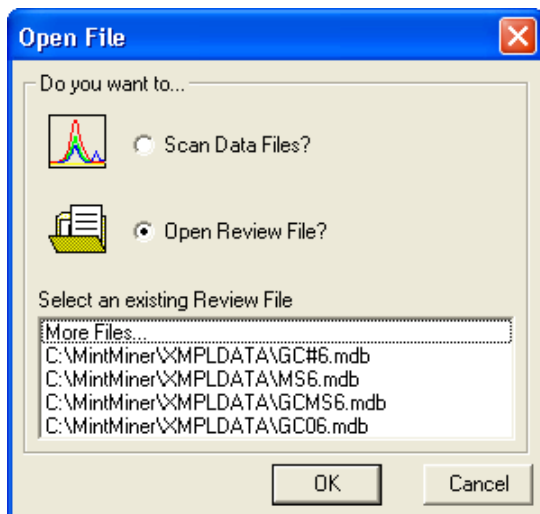 Open File
Do you want to...
Scan Data Files?
Open Review File?
Select an existing Review File
More Files...
C:\MintMiner\XMPLDATA\GC#6.mdb
C:\MintMiner\XMPLDATA\MS6.mdb
C:\MintMiner\XMPLDATA\GCMS6.mdb
C:\MintMiner\XMPLDATA\GC06.mdb
OK Cancel